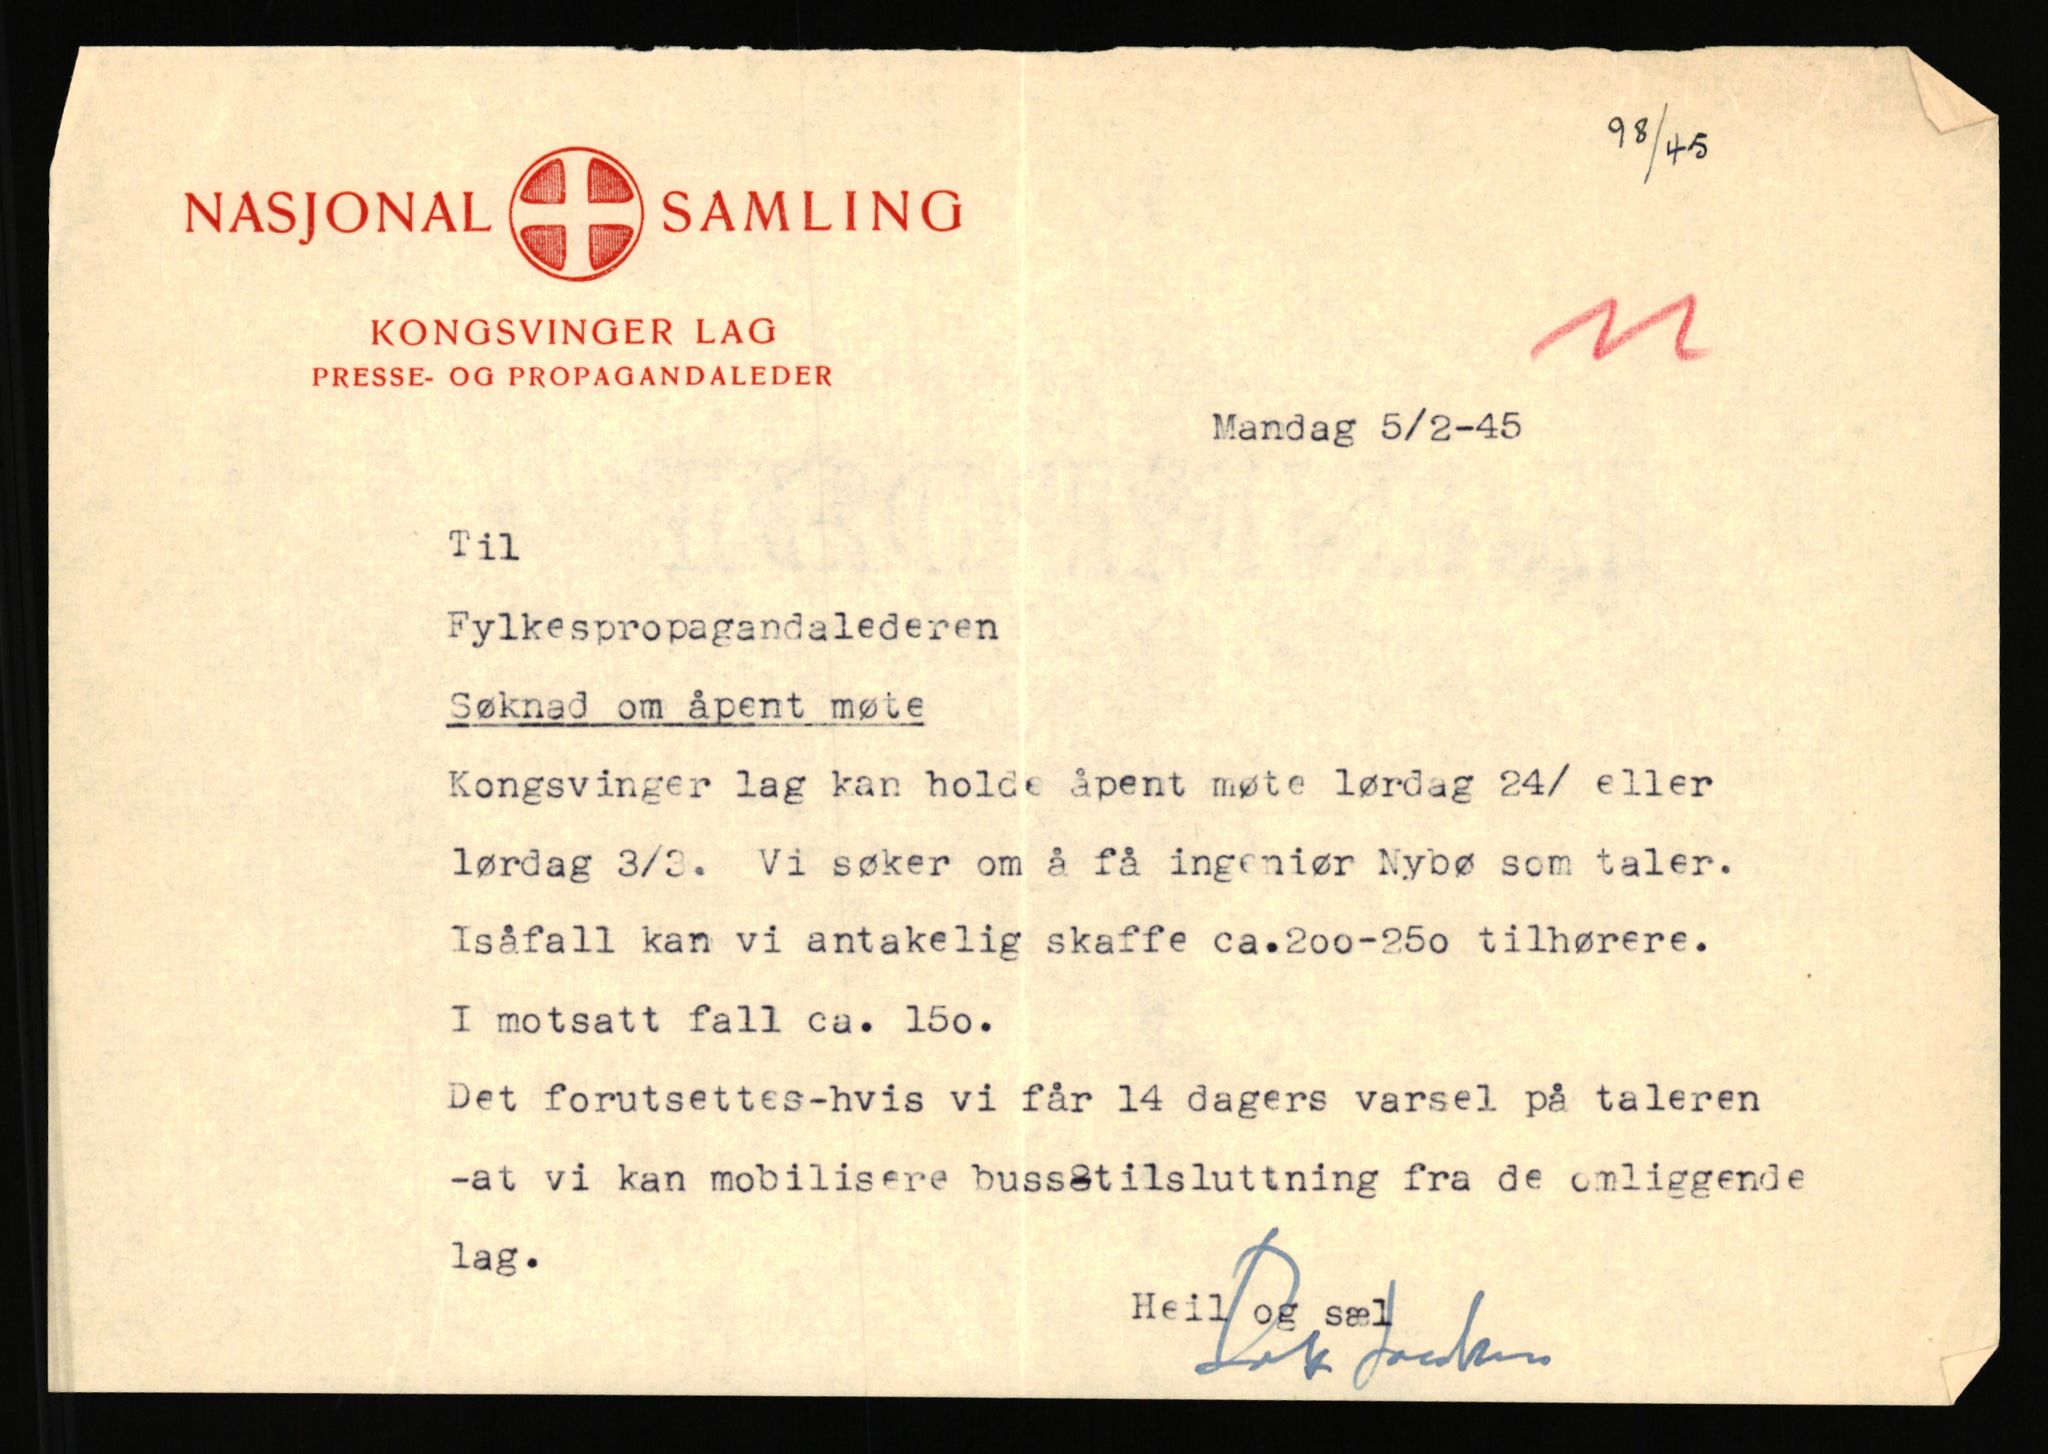 98/45
NASJONAL SAMLING
KONGSVINGER LAG
PRESSE- OG PROPAGANDALEDER
Mandag 5/2-45
Til
Fylkespropagandalederen
Søknad om åpent møte
Kongsvinger lag kan holde åpent møte lørdag 24/ eller
lørdag 3/3. Vi søker om å få ingeniør Nybø som taler.
Isåfall kan vi antakelig skaffe ca.2oo-25o tilhørere.
I motsatt fall ca. 15o.
Det forutsettes-hvis vi får 14 dagers varsel på taleren
-at vi kan mobilisere busstilsluttning fra de omliggende
lag.
Heil og sæl